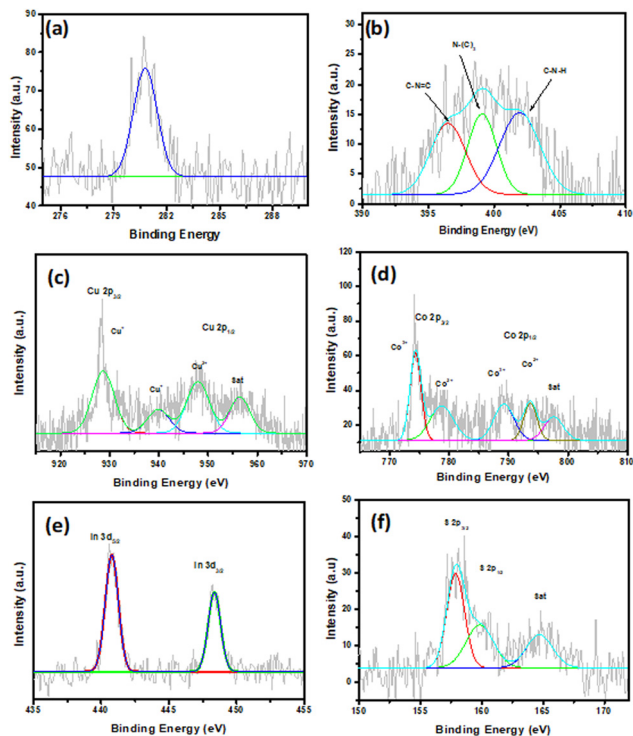 (a)
90
80
70
60
50
40
276 279 282 285 288
Binding Energy
Intensity (a.u.)
(b)
C-N=C
N-(C)3
C-N-H
30
25
20
15
10
5
0
390 395 400 405 410
Binding Energy (eV)
Intensity (a.u.)
(c)
Cu 2p3/2
Cu+
Cu 2p1/2
Cu+
Cu2+
Sat
920 930 940 950 960 970
Binding Energy (eV)
Intensity (a.u.)
(d)
Co 2p3/2
Co 2p1/2
Sat
120
100
80
60
40
20
770 780 790 800 810
Binding Energy (eV)
Intensity (a.u.)
(e)
In 3d5/2
In 3d3/2
435 440 445 450 455
Binding Energy (eV)
Intensity (a.u)
(f)
S 2p3/2
S 2p1/2
Sat
50
40
30
20
10
0
150 155 160 165 170
Binding Energy (eV)
Intensity (a.u)